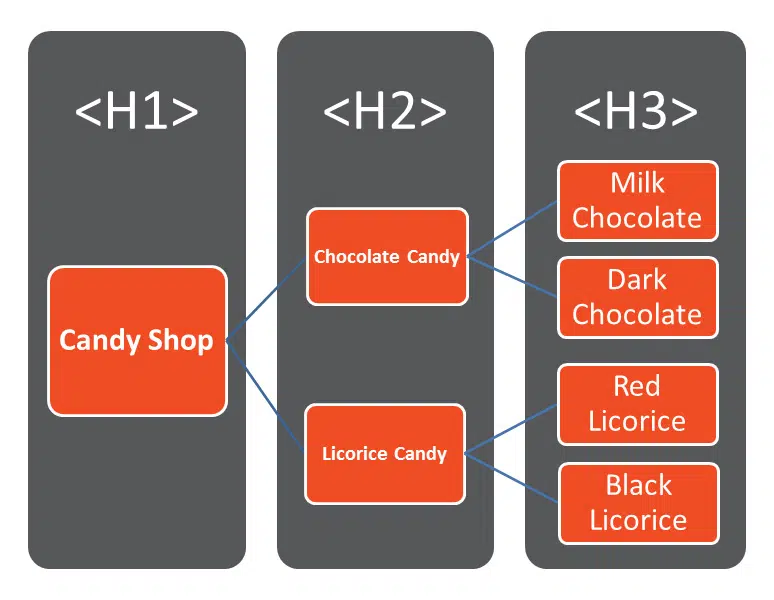 <H1>
Candy Shop
<H2>
Chocolate Candy
Licorice Candy
<H3>
Milk
Chocolate
Dark
Chocolate
Red
Licorice
Black
Licorice